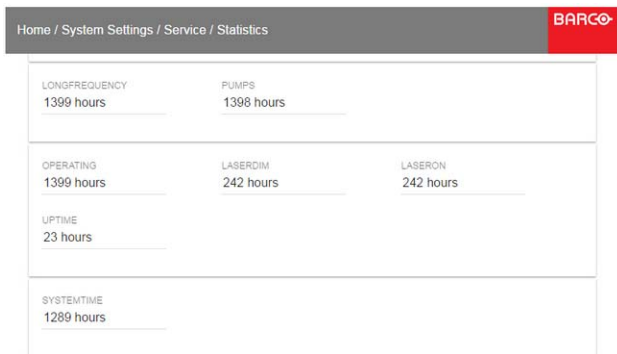 Home / System Settings / Service / Statistics
BARCO
LONGFREQUENCY PUMPS
1399 hours 1398 hours
OPERATING LASERDIM LASERON
1399 hours 242 hours 242 hours
UPTIME
23 hours
SYSTEMTIME
1289 hours